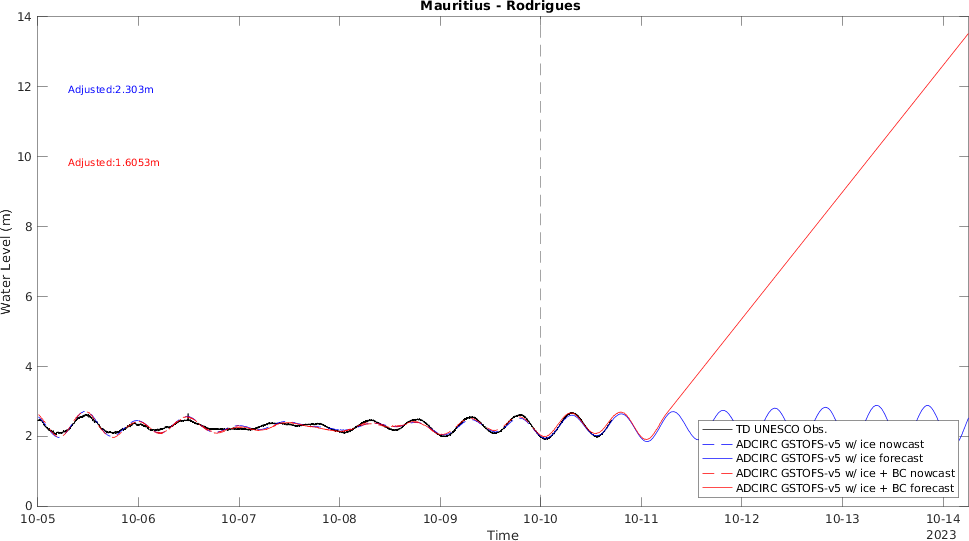 Mauritius - Rodrigues
14
12
10
8
6
4
2
0
Water Level (m)
Adjusted:2.303m
Adjusted:1.6053m
TD UNESCO Obs.
ADCIRC GSTOFS-v5 w/ ice nowcast
ADCIRC GSTOFS-v5 w/ ice forecast
ADCIRC GSTOFS-v5 w/ ice + BC nowcast
ADCIRC GSTOFS-v5 w/ ice + BC forecast
10-05 10-06 10-07 10-08 10-09 10-10 10-11 10-12 10-13 10-14
2023
Time